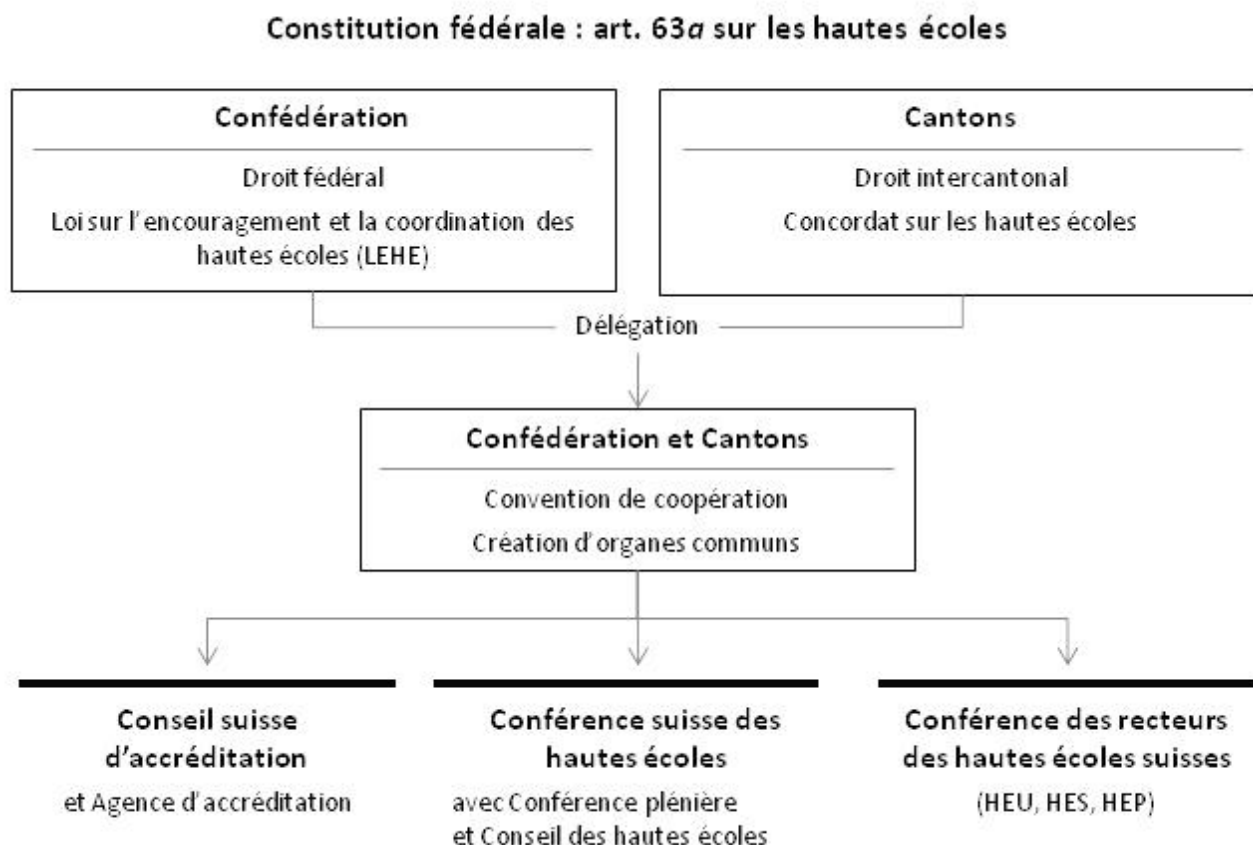 Constitution fédérale : art. 63a sur les hautes écoles
Confédération
Droit fédéral
Loi sur l'encouragement et la coordination des
hautes écoles (LEHE)
Cantons
Droit intercantonal
Concordat sur les hautes écoles
Délégation
Confédération et Cantons
Convention de coopération
Création d'organes communs
Conseil suisse
d'accréditation
et Agence d'accréditation
Conférence suisse des
hautes écoles
avec Conférence plénière
et Conseil des hautes écoles
Conférence des recteurs
des hautes écoles suisses
(HEU, HES, HEP)